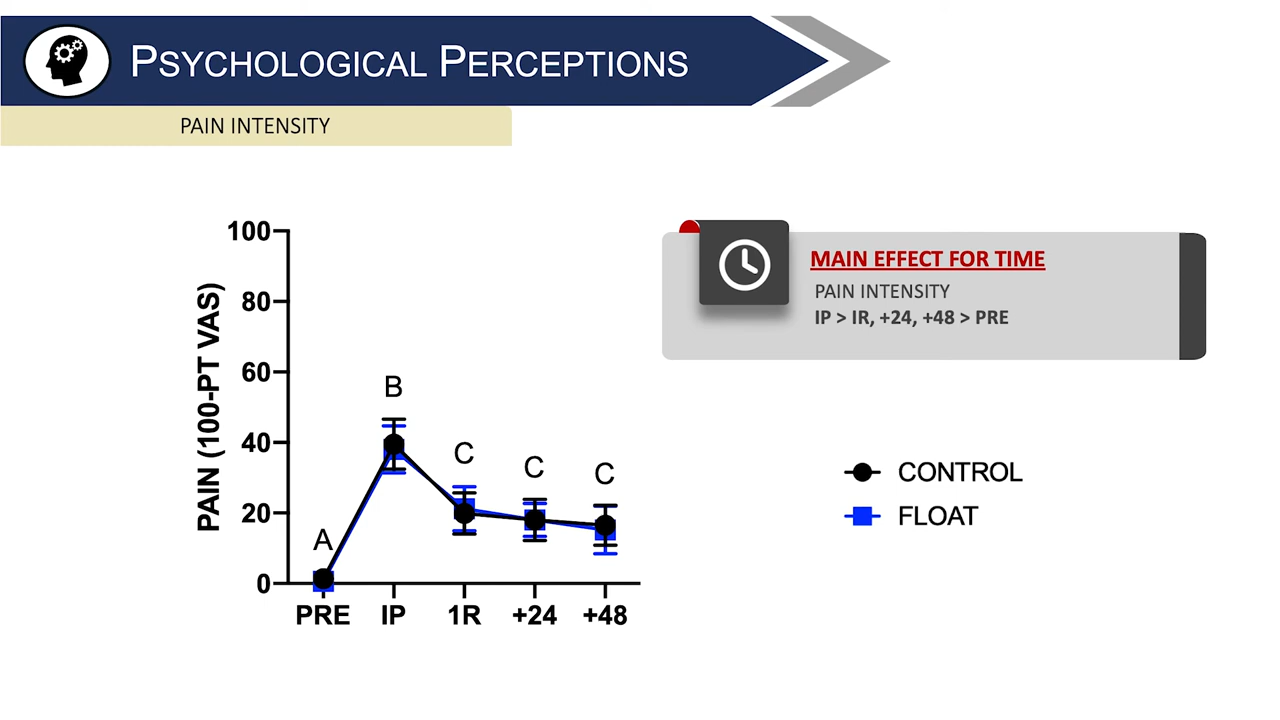 PSYCHOLOGICAL PERCEPTIONS
PAIN INTENSITY
MAIN EFFECT FOR TIME
PAIN INTENSITY
IP > IR, +24, +48 > PRE
PAIN (100-PT VAS)
100
80
60
40
20
0
A
B
C
C
C
PRE IP 1R +24 +48
CONTROL
FLOAT